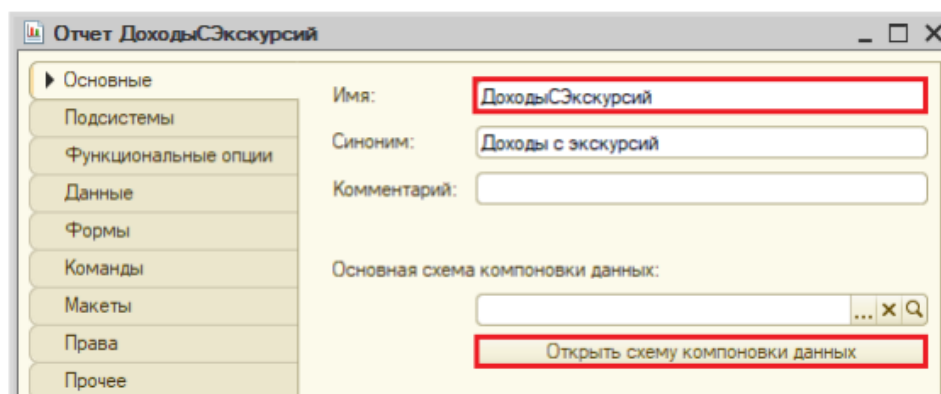 Отчет ДоходыСЭкскурсий
Основные
Подсистемы
Функциональные опции
Данные
Формы
Команды
Макеты
Права
Прочее
Имя: ДоходыСЭкскурсий
Синоним: Доходы с экскурсий
Комментарий:
Основная схема компоновки данных:
...
Открыть схему компоновки данных